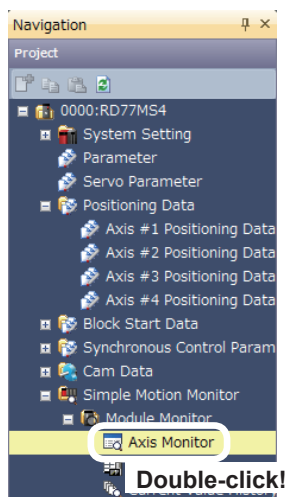 Navigation
Project
0000:RD77MS4
System Setting
Parameter
Servo Parameter
Positioning Data
Axis #1 Positioning Data
Axis #2 Positioning Data
Axis #3 Positioning Data
Axis #4 Positioning Data
Block Start Data
Synchronous Control Param
Cam Data
Simple Motion Monitor
Module Monitor
Axis Monitor
Double-click!